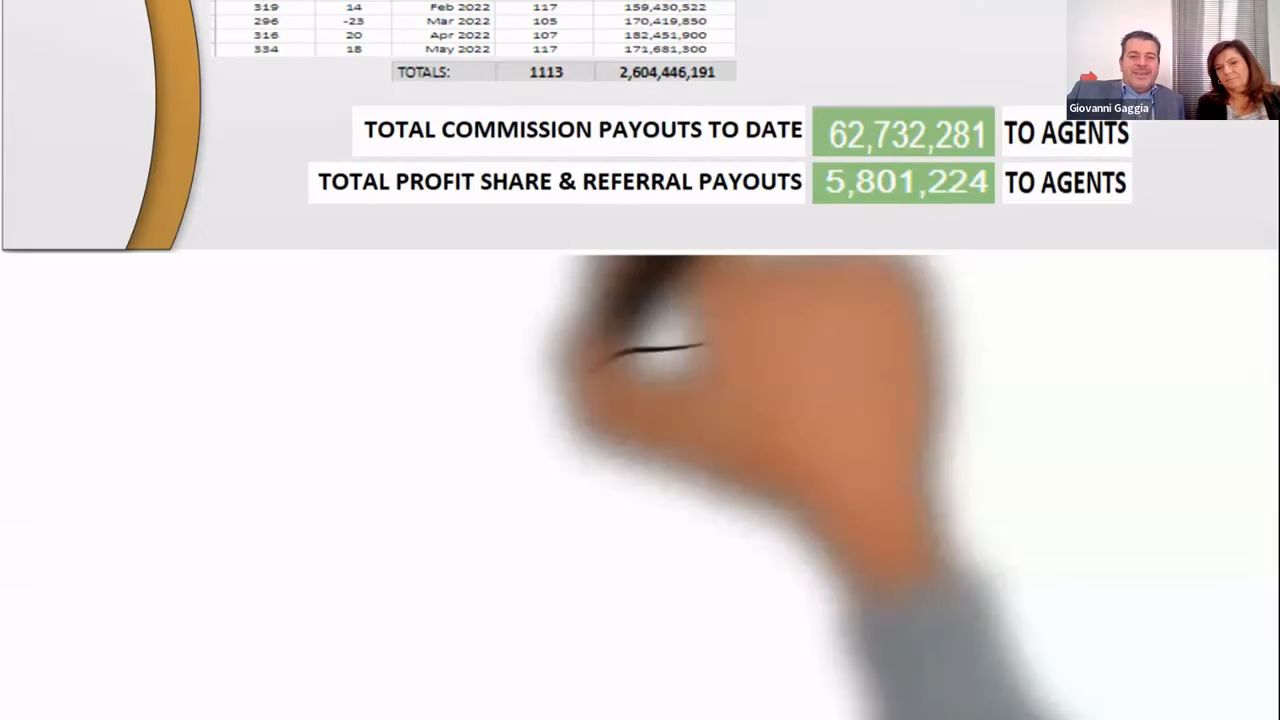 319 14 Feb 2022 117 159,430,522
296 -23 Mar 2022 105 170,419,850
316 20 Apr 2022 107 182,451,900
334 18 May 2022 117 171,681,300
TOTALS: 1113 2,604,446,191
TOTAL COMMISSION PAYOUTS TO DATE 62,732,281 TO AGENTS
TOTAL PROFIT SHARE & REFERRAL PAYOUTS 5,801,224 TO AGENTS
Giovanni Gaggia